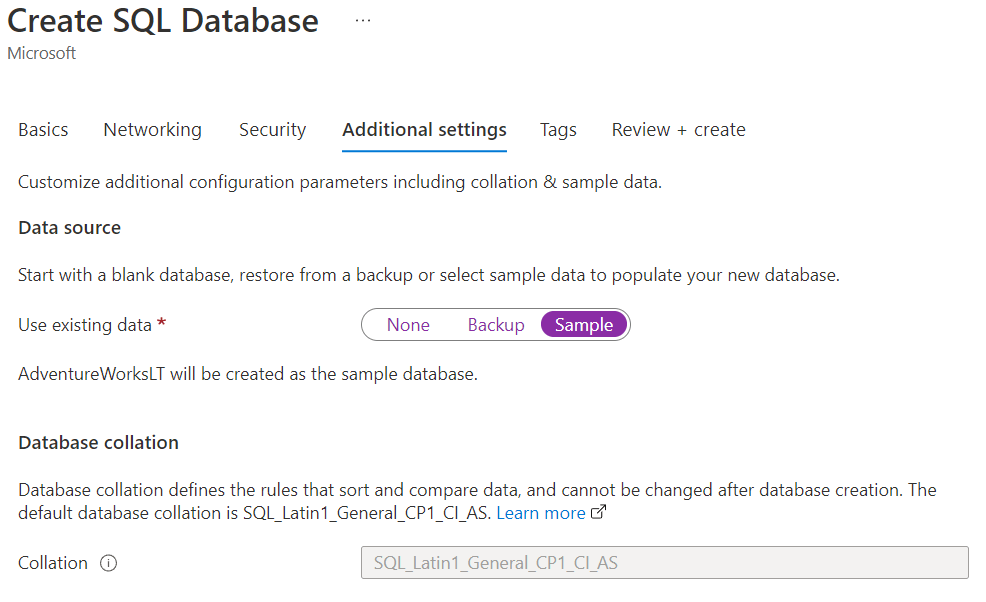 Create SQL Database ...
Microsoft
Basics Networking Security Additional settings Tags Review + create
Customize additional configuration parameters including collation & sample data.
Data source
Start with a blank database, restore from a backup or select sample data to populate your new database.
Use existing data * None Backup Sample
AdventureWorksLT will be created as the sample database.
Database collation
Database collation defines the rules that sort and compare data, and cannot be changed after database creation. The
default database collation is SQL_Latin1_General_CP1_CI_AS. Learn more
Collation SQL_Latin1_General_CP1_CI_AS